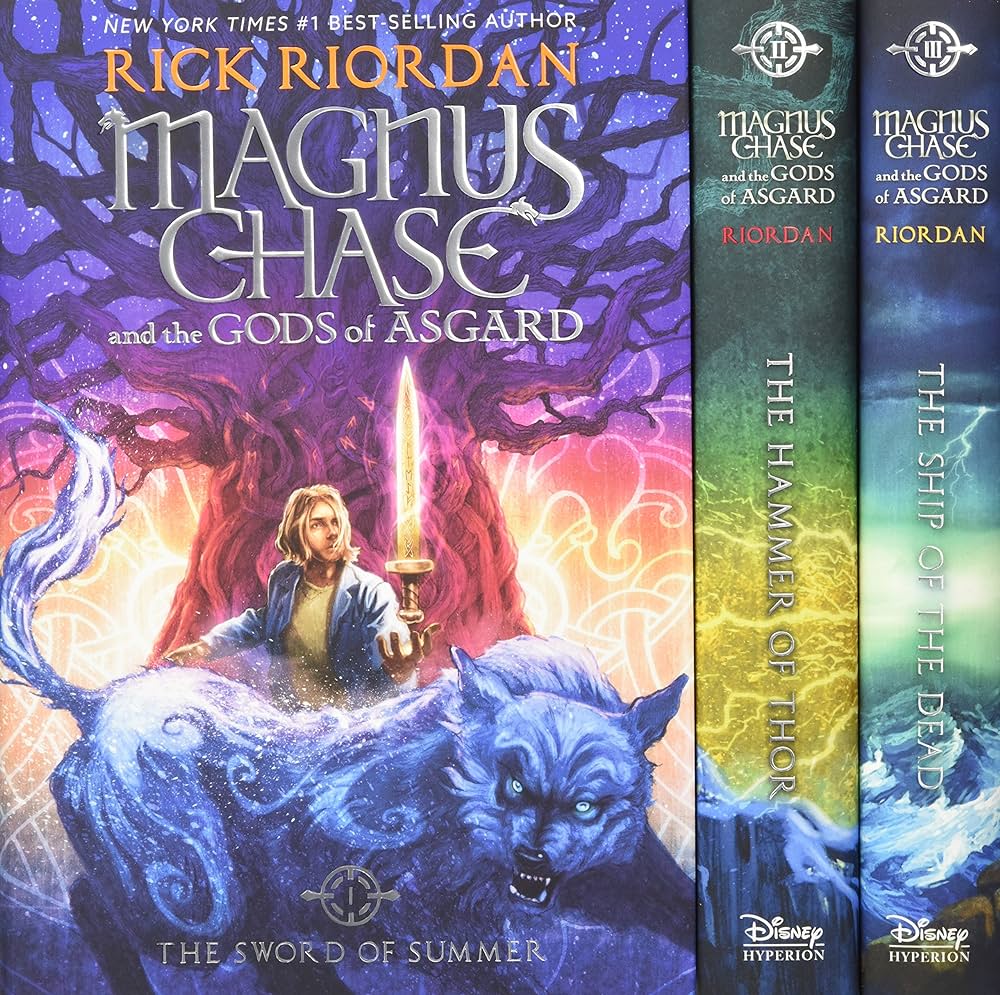 NEW YORK TIMES #1 BEST-SELLING AUTHOR
RICK RIORDAN
MAGNUS
CHASE
and the GODS of ASGARD
I
THE SWORD OF SUMMER
II
MAGNUS
CHASE
and the GODS
of ASGARD
RIORDAN
THE HAMMER OF THOR
Disney
HYPERION
III
MAGNUS
CHASE
and the GODS
of ASGARD
RIORDAN
THE SHIP OF THE DEAD
Disney
HYPERION